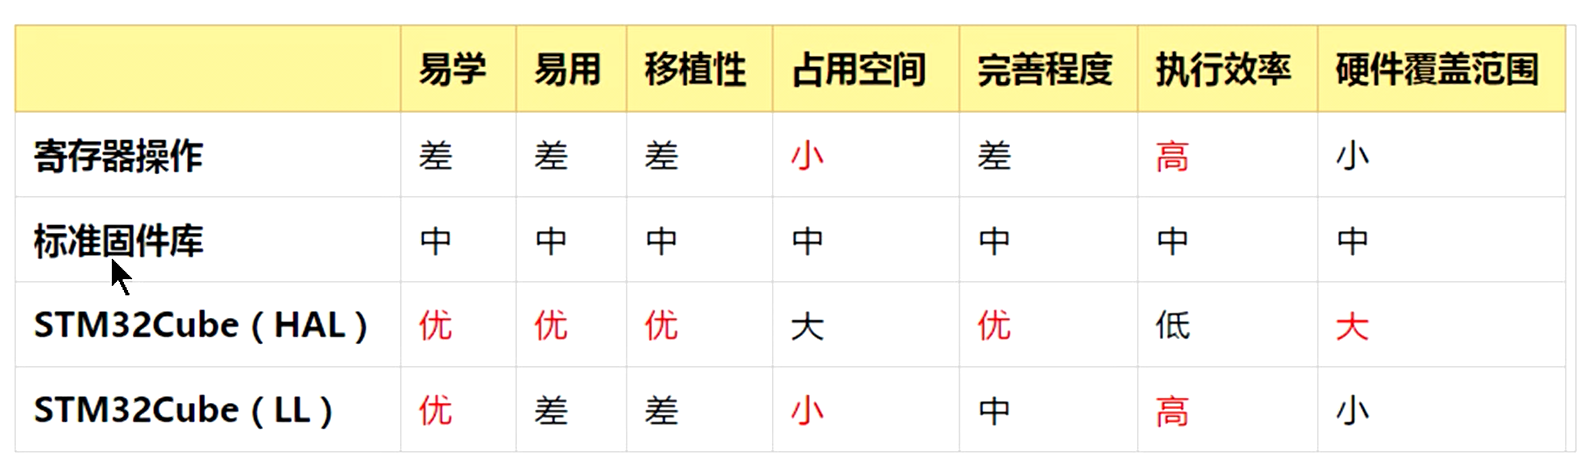 易学 易用 移植性 占用空间 完善程度 执行效率 硬件覆盖范围
寄存器操作 差 差 差 小 差 高 小
标准固件库 中 中 中 中 中 中 中
STM32Cube（HAL） 优 优 优 大 优 低 大
STM32Cube（LL） 优 差 差 小 中 高 小